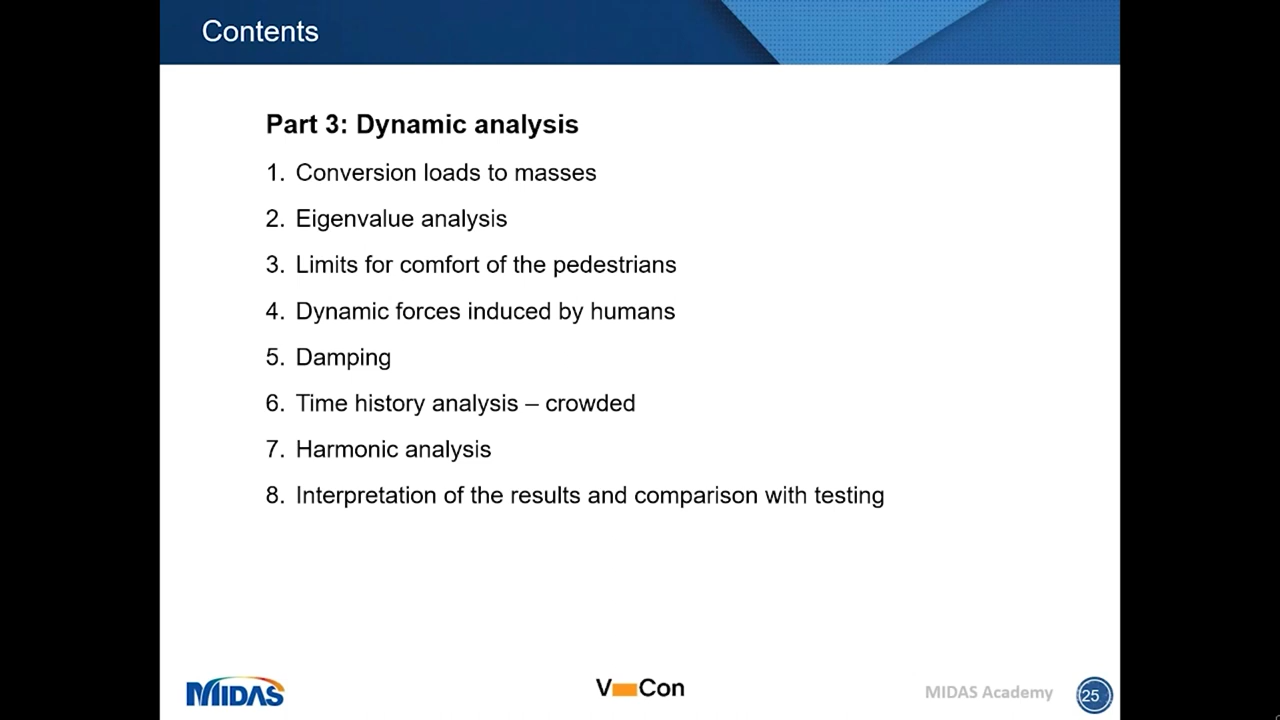 Contents
Part 3: Dynamic analysis
1. Conversion loads to masses
2. Eigenvalue analysis
3. Limits for comfort of the pedestrians
4. Dynamic forces induced by humans
5. Damping
6. Time history analysis – crowded
7. Harmonic analysis
8. Interpretation of the results and comparison with testing
MIDAS
V Con
MIDAS Academy
25